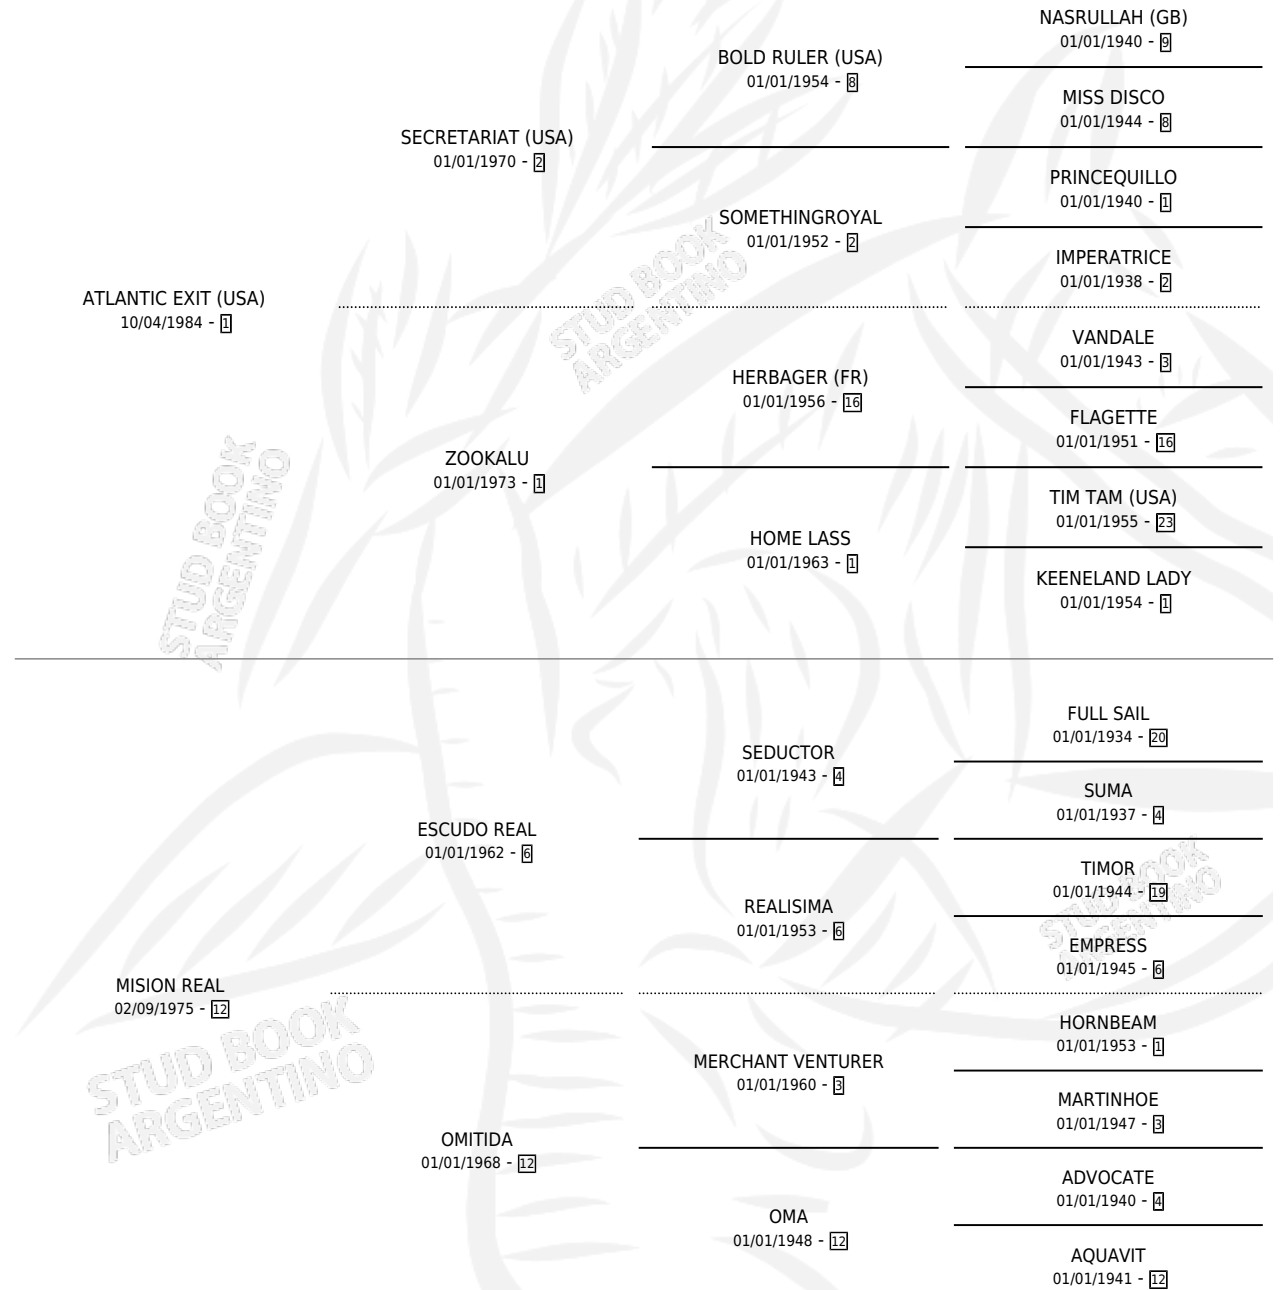 NASRULLAH (GB)
01/01/1940 - 9
BOLD RULER (USA)
01/01/1954 - 8
MISS DISCO
01/01/1944 - 8
SECRETARIAT (USA)
01/01/1970 - 2
PRINCEQUILLO
01/01/1940 - 1
SOMETHINGROYAL
01/01/1952 - 2
IMPERATRICE
01/01/1938 - 2
ATLANTIC EXIT (USA)
10/04/1984 - 1
VANDALE
01/01/1943 - 3
HERBAGER (FR)
01/01/1956 - 16
FLAGETTE
01/01/1951 - 16
ZOOKALU
01/01/1973 - 1
TIM TAM (USA)
01/01/1955 - 23
HOME LASS
01/01/1963 - 1
KEENELAND LADY
01/01/1954 - 1
FULL SAIL
01/01/1934 - 20
SEDUCTOR
01/01/1943 - 4
SUMA
01/01/1937 - 4
ESCUDO REAL
01/01/1962 - 6
TIMOR
01/01/1944 - 19
REALISIMA
01/01/1953 - 6
EMPRESS
01/01/1945 - 6
MISION REAL
02/09/1975 - 12
HORNBEAM
01/01/1953 - 1
MERCHANT VENTURER
01/01/1960 - 3
MARTINHOE
01/01/1947 - 3
OMITIDA
01/01/1968 - 12
ADVOCATE
01/01/1940 - 4
OMA
01/01/1948 - 12
AQUAVIT
01/01/1941 - 12
STUD BOOK
ARGENTINO
STUD BOOK
ARGENTINO
STUD BOOK
ARGENTINO
STUD BOOK
ARGENTINO